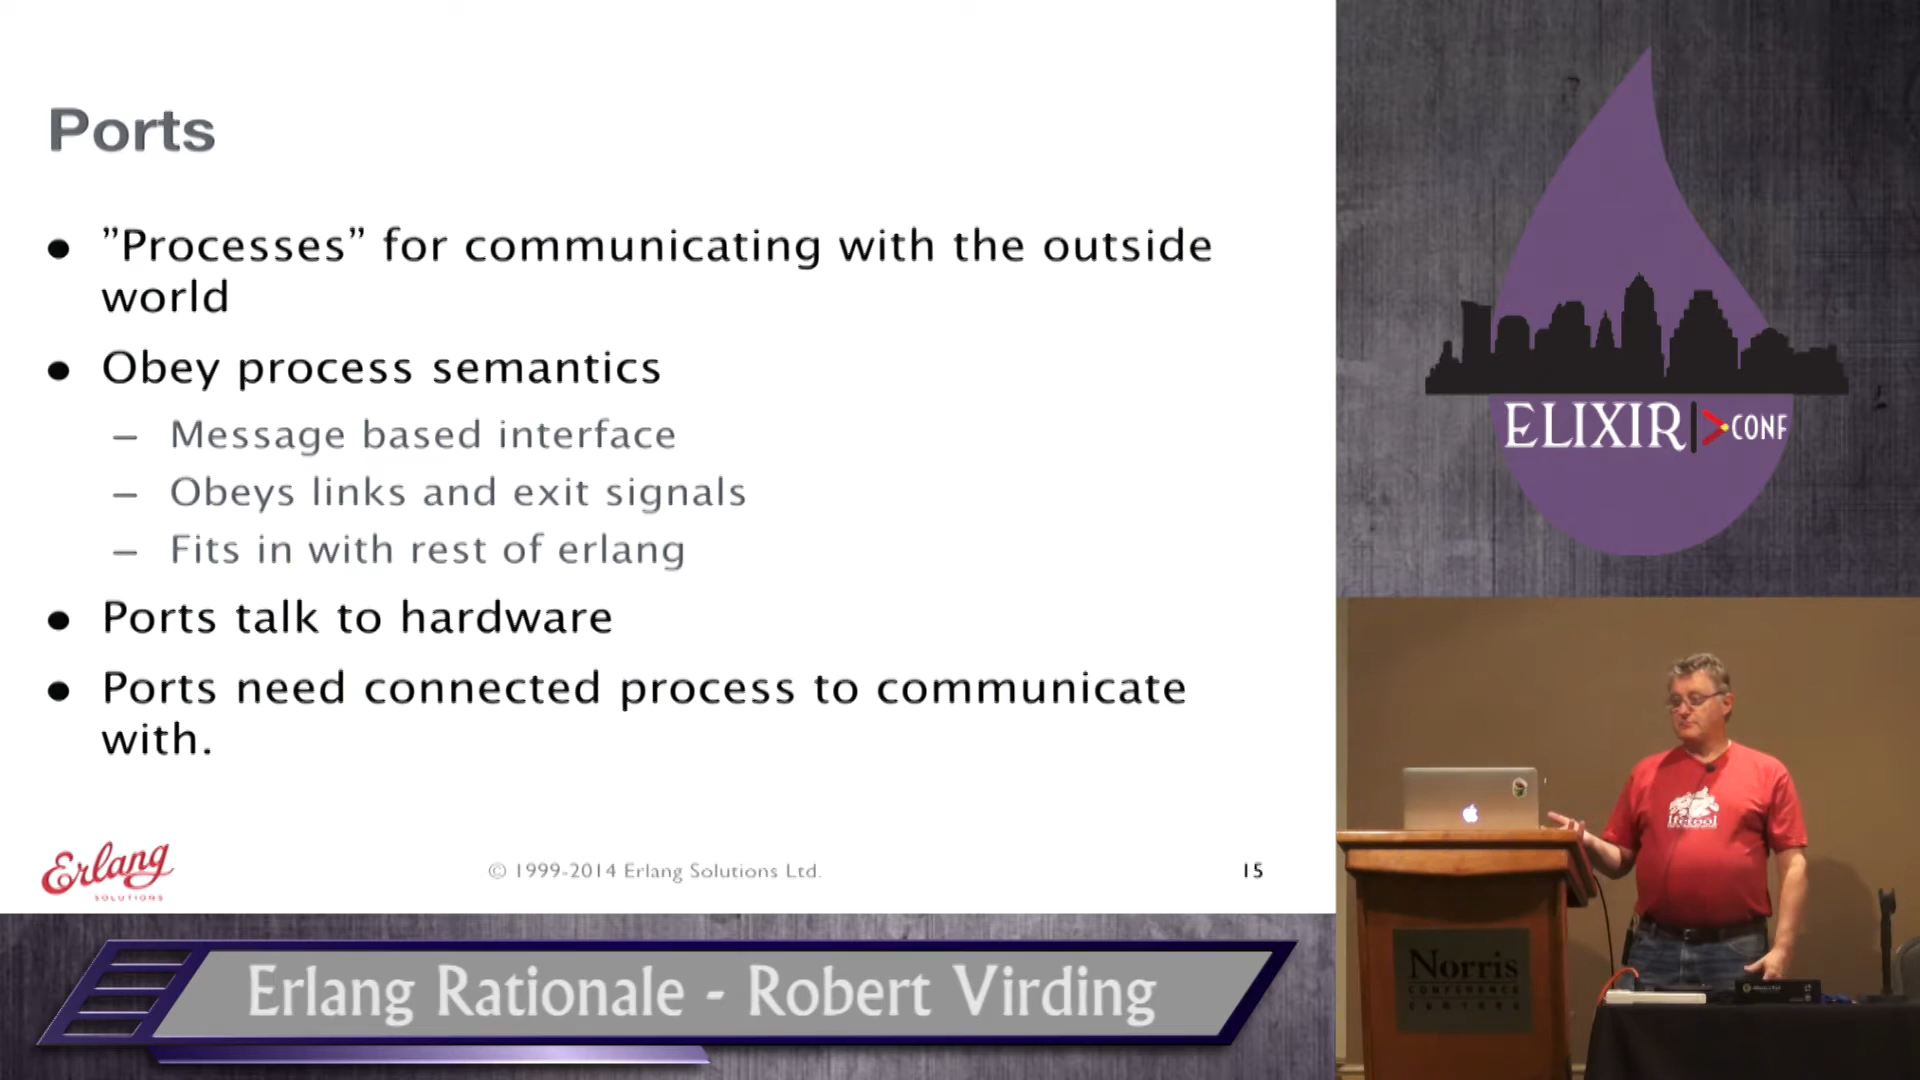 Ports
• ”Processes” for communicating with the outside
world
• Obey process semantics
– Message based interface
– Obeys links and exit signals
– Fits in with rest of erlang
• Ports talk to hardware
• Ports need connected process to communicate
with.
Erlang
SOLUTIONS
© 1999-2014 Erlang Solutions Ltd.
15
ELIXIR CONF
lfetool
Norris
CONFERENCE
CENTERS
Erlang Rationale - Robert Virding